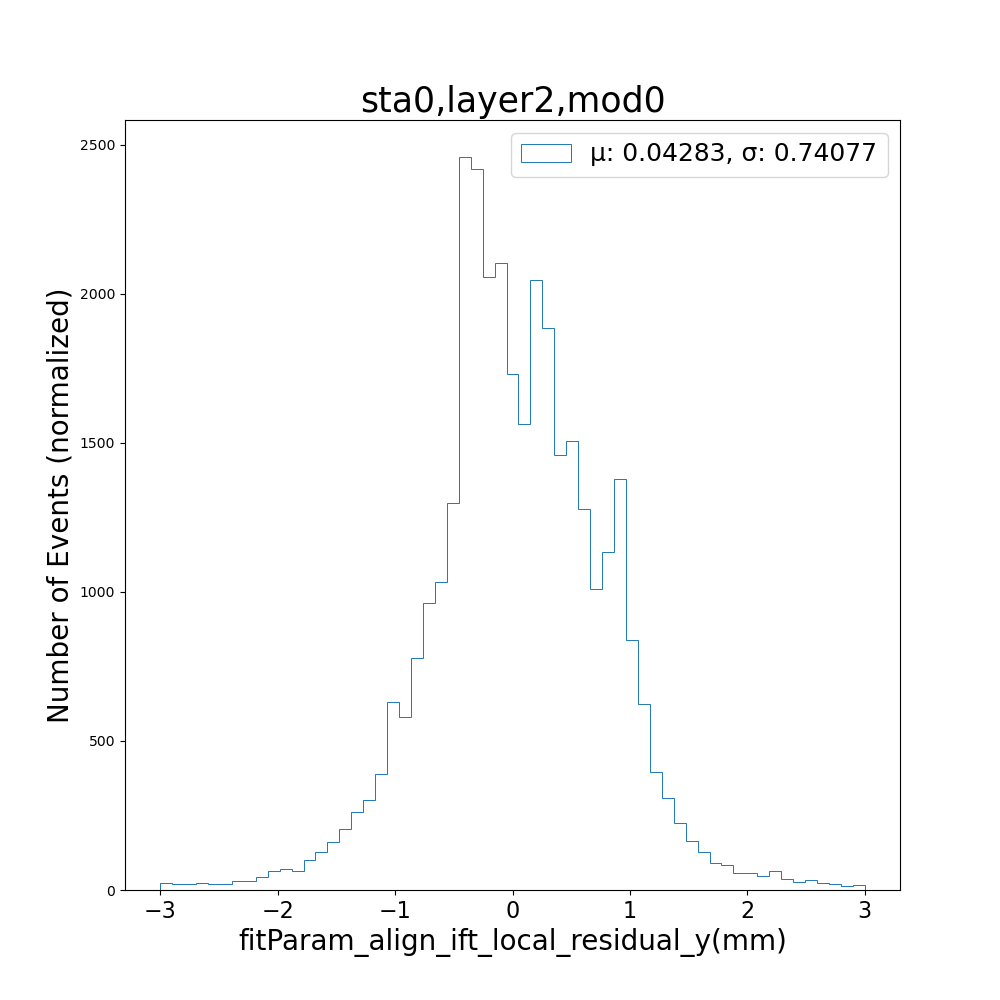 sta0,layer2,mod0
μ: 0.04283, σ: 0.74077
2500
2000
1500
1000
500
0
Number of Events (normalized)
−3 −2 −1 0 1 2 3
fitParam_align_ift_local_residual_y(mm)